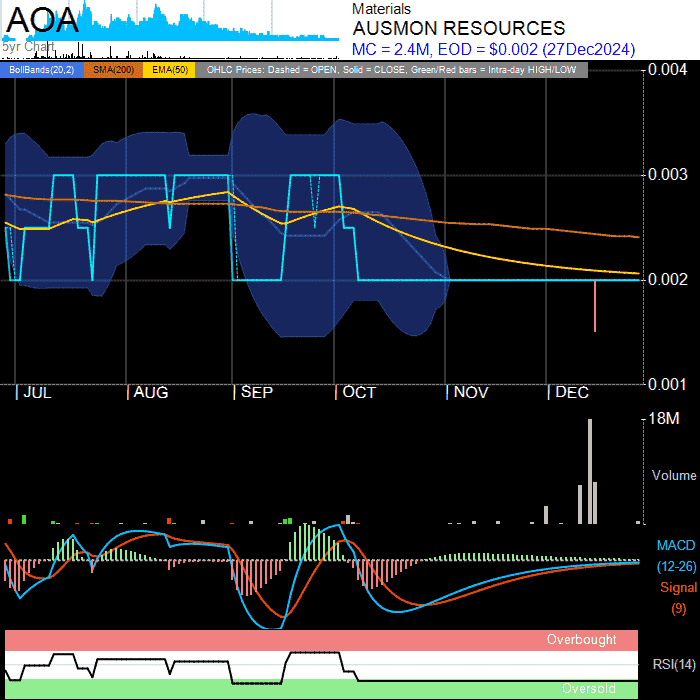 AOA
5yr Chart
Materials
AUSMON RESOURCES
MC = 2.4M, EOD = $0.002 (27Dec2024)
BollBands(20,2) SMA(200) EMA(50) OHLC Prices: Dashed = OPEN, Solid = CLOSE, Green/Red bars = Intra-day HIGH/LOW
0.004
0.003
0.002
0.001
| JUL | AUG | SEP | OCT | NOV | DEC
18M
Volume
MACD
(12-26)
Signal
(9)
Overbought
RSI(14)
Oversold